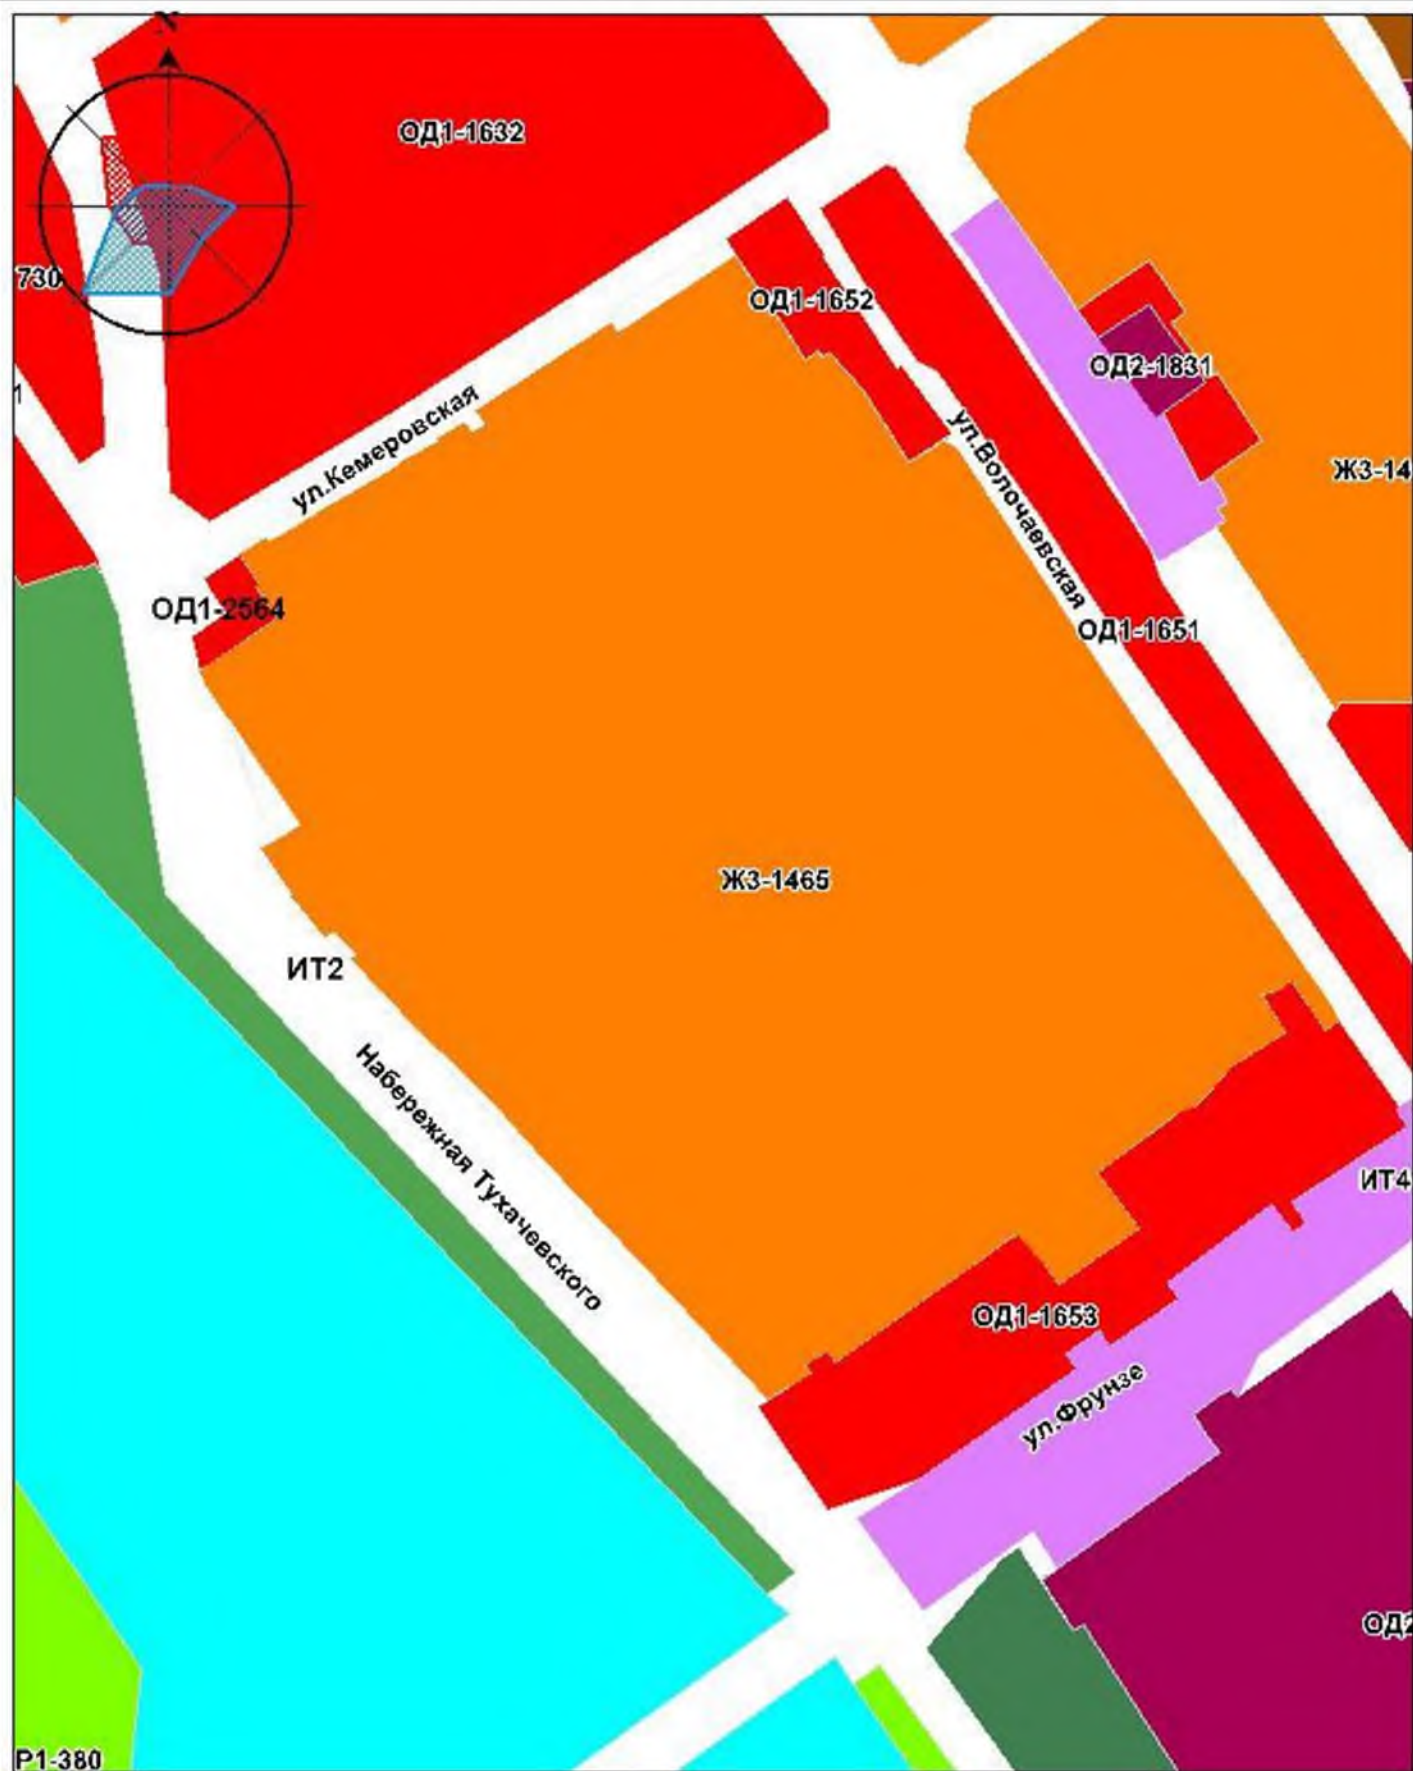 ОД1-1632
730
ОД1-1652
ОД2-1831
1
ул.Кемеровская
ул.Волочаевская
Ж3-14
ОД1-2564
ОД1-1651
Ж3-1465
ИТ2
Набережная Тухачевского
ИТ4
ОД1-1653
ул.Фрунзе
ОД2
Р1-380